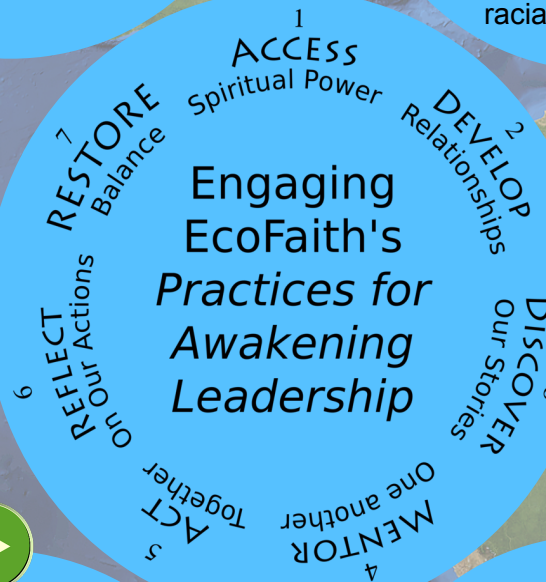 racia
1
ACCESS
Spiritual Power
2
DEVELOP
Relationships
DISCOVER
Our Stories
4
MENTOR
One another
5
ACT
Together
6
REFLECT
On Our Actions
7
RESTORE
Balance
Engaging
EcoFaith's
Practices for
Awakening
Leadership